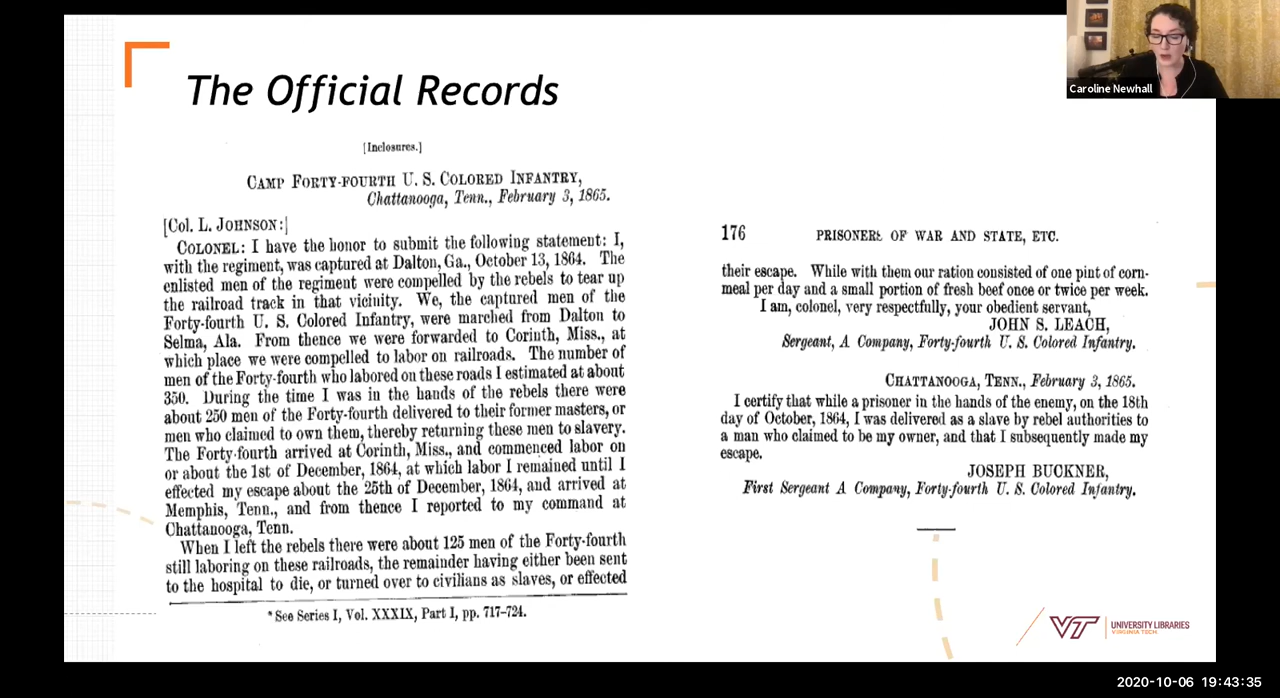 Caroline Newhall
The Official Records
[Inclosures.]
CAMP FORTY-FOURTH U. S. COLORED INFANTRY,
Chattanooga, Tenn., February 3, 1865.
[Col. L. JOHNSON:]
COLONEL: I have the honor to submit the following statement: I,
with the regiment, was captured at Dalton, Ga., October 13, 1864. The
enlisted men of the regiment were compelled by the rebels to tear up
the railroad track in that vicinity. We, the captured men of the
Forty-fourth U. S. Colored Infantry, were marched from Dalton to
Selma, Ala. From thence we were forwarded to Corinth, Miss., at
which place we were compelled to labor on railroads. The number of
men of the Forty-fourth who labored on these roads I estimated at about
350. During the time I was in the hands of the rebels there were
about 250 men of the Forty-fourth delivered to their former masters, or
men who claimed to own them, thereby returning these men to slavery.
The Forty-fourth arrived at Corinth, Miss., and commenced labor on
or about the 1st of December, 1864, at which labor I remained until I
effected my escape about the 25th of December, 1864, and arrived at
Memphis, Tenn., and from thence I reported to my command at
Chattanooga, Tenn.
When I left the rebels there were about 125 men of the Forty-fourth
still laboring on these railroads, the remainder having either been sent
to the hospital to die, or turned over to civilians as slaves, or effected
* See Series I, Vol. XXXIX, Part I, pp. 717–724.
176 PRISONERS OF WAR AND STATE, ETC.
their escape. While with them our ration consisted of one pint of corn-
meal per day and a small portion of fresh beef once or twice per week.
I am, colonel, very respectfully, your obedient servant,
JOHN S. LEACH,
Sergeant, A Company, Forty-fourth U. S. Colored Infantry.
CHATTANOOGA, TENN., February 3, 1865.
I certify that while a prisoner in the hands of the enemy, on the 18th
day of October, 1864, I was delivered as a slave by rebel authorities to
a man who claimed to be my owner, and that I subsequently made my
escape.
JOSEPH BUCKNER,
First Sergeant A Company, Forty-fourth U. S. Colored Infantry.
VT UNIVERSITY LIBRARIES
VIRGINIA TECH
2020-10-06 19:43:35